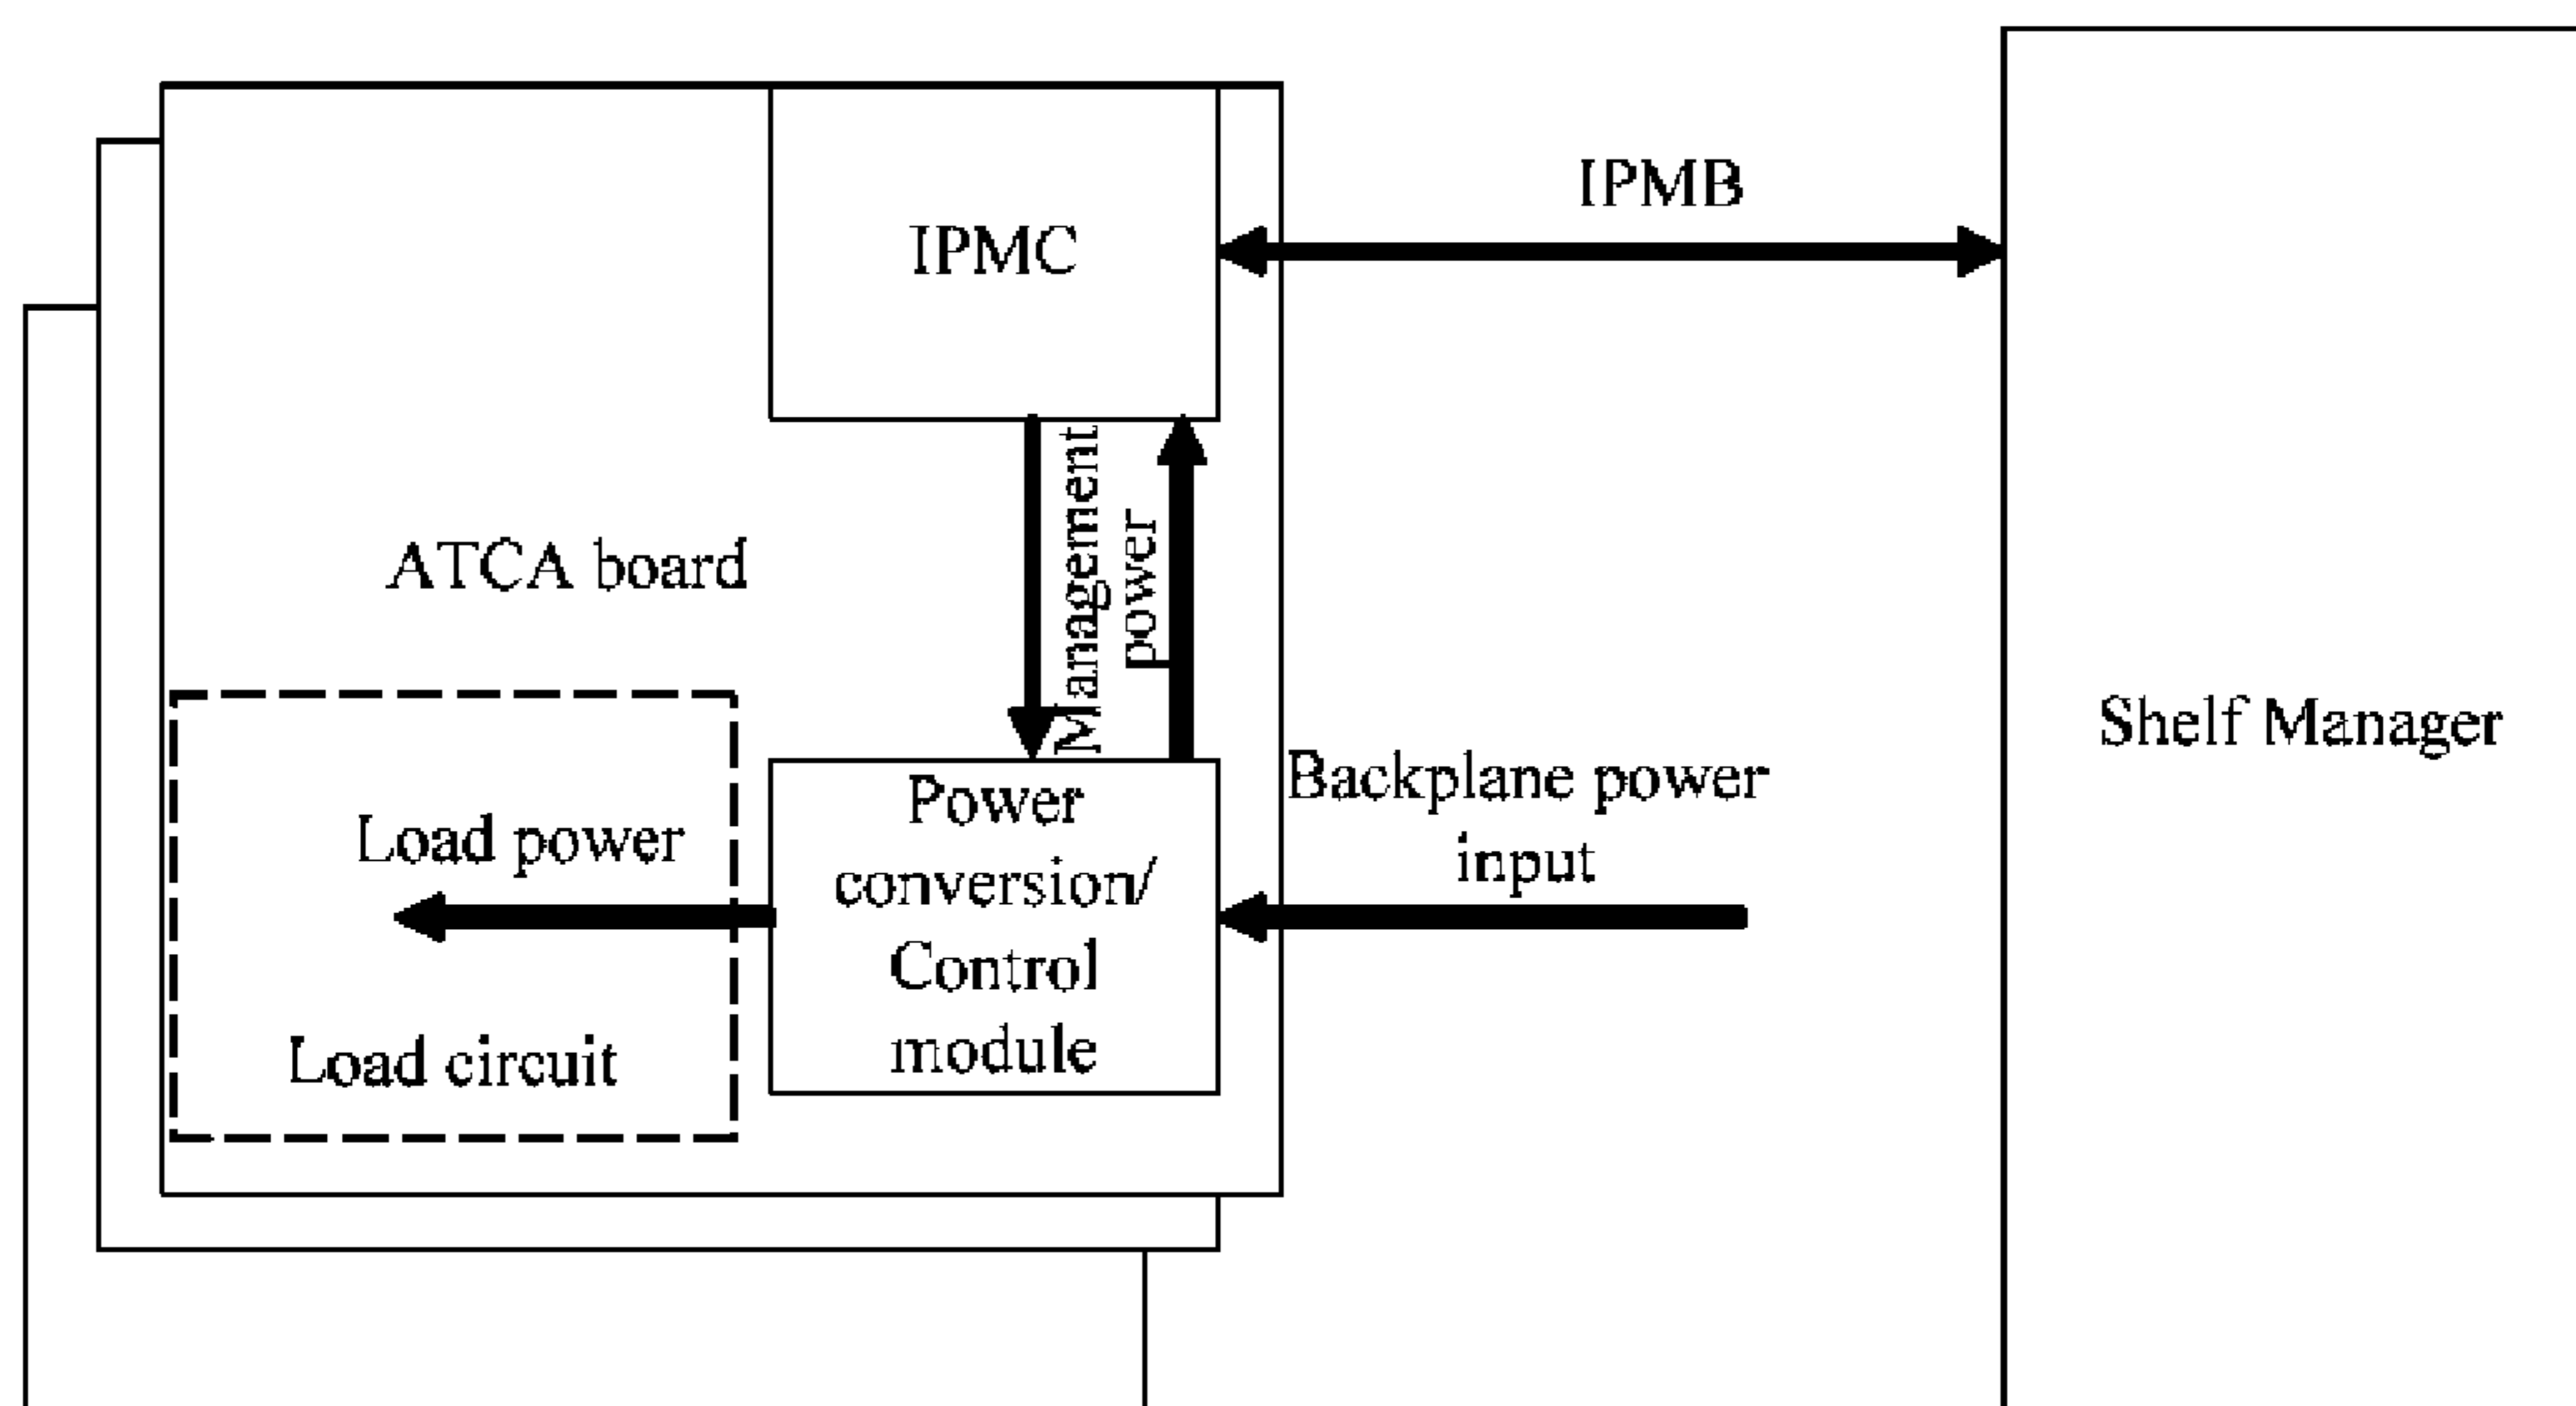 IPMB
IPMC
Management
power
ATCA board
Shelf Manager
Backplane power
input
Power
conversion/
Control
module
Load power
Load circuit